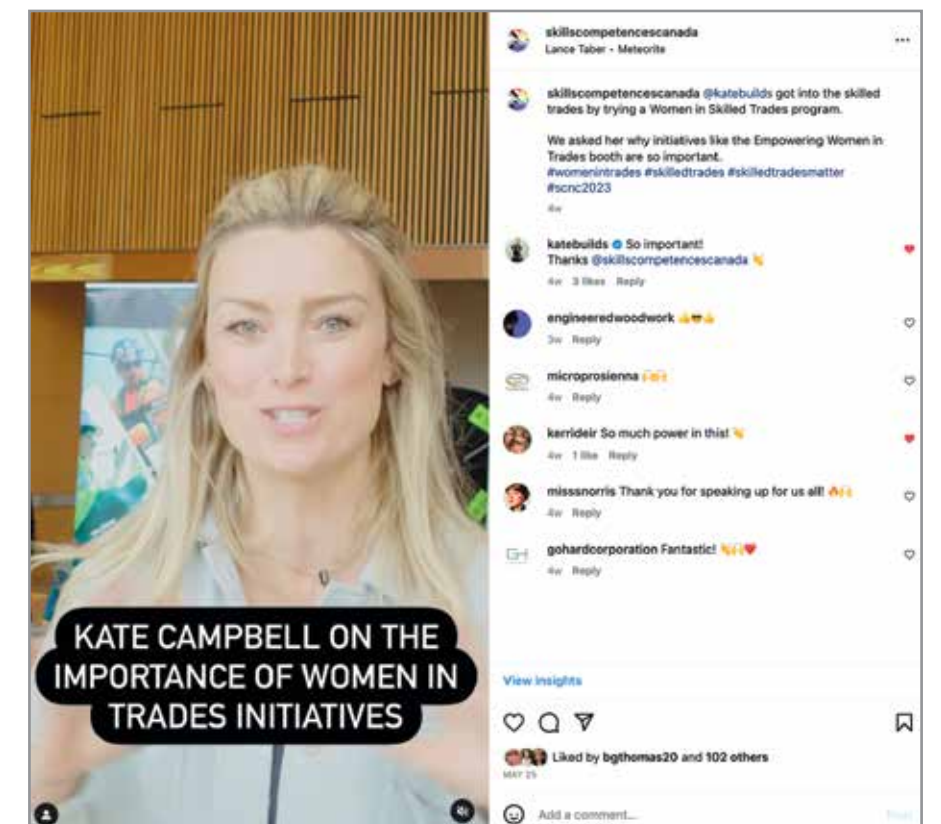 skillscompetencescanada
Lance Taber • Meteorite
skillscompetencescanada @katebuilds got into the skilled
trades by trying a Women in Skilled Trades program.
We asked her why initiatives like the Empowering Women in
Trades booth are so important.
#womenintrades #skilledtrades #skilledtradesmatter
#scnc2023
4w
katebuilds So important!
Thanks @skillscompetencescanada 👏
4w 3 likes Reply
engineeredwoodwork 👍😎👍
3w Reply
microprosienna 🙌🙌
4w Reply
kerrideir So much power in this! 👏
4w 1 like Reply
misssnorris Thank you for speaking up for us all! 🔥🙌
4w Reply
GH
gohardcorporation Fantastic! 👏🙌❤️
4w Reply
KATE CAMPBELL ON THE
IMPORTANCE OF WOMEN IN
TRADES INITIATIVES
View insights
Liked by bgthomas20 and 102 others
MAY 25
Add a comment...
Post